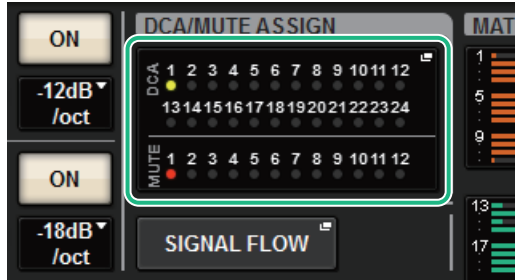 ON
-12dB
/oct
ON
-18dB
/oct
DCA/MUTE ASSIGN
DCA
1 2 3 4 5 6 7 8 9 10 11 12
13 14 15 16 17 18 19 20 21 22 23 24
MUTE
1 2 3 4 5 6 7 8 9 10 11 12
SIGNAL FLOW
MAT
1
5
9
13
17